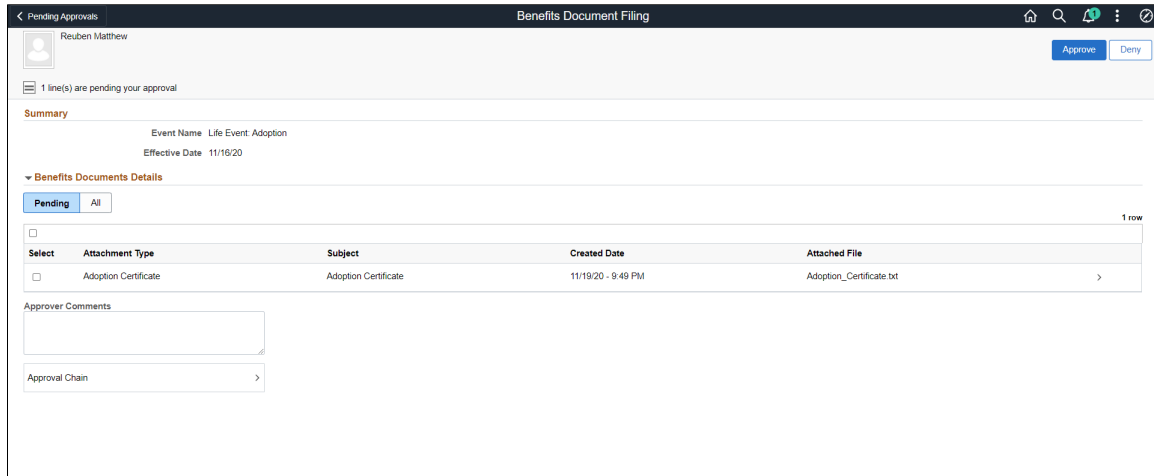 Pending Approvals
Benefits Document Filing
1
Reuben Matthew
Approve
Deny
1 line(s) are pending your approval
Summary
Event Name Life Event: Adoption
Effective Date 11/16/20
Benefits Documents Details
Pending All
1 row
Select Attachment Type Subject Created Date Attached File
Adoption Certificate Adoption Certificate 11/19/20 - 9:49 PM Adoption_Certificate.txt
Approver Comments
Approval Chain